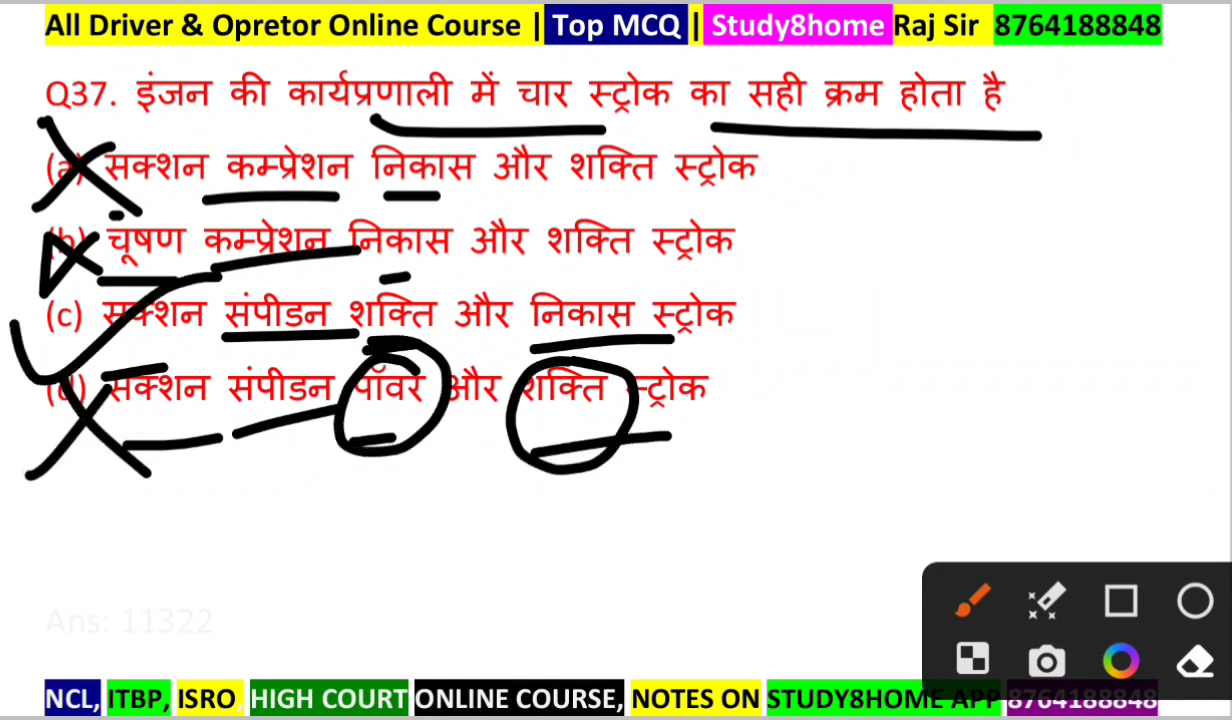 All Driver & Opretor Online Course | Top MCQ | Study8home Raj Sir 8764188848
Q37. इंजन की कार्यप्रणाली में चार स्ट्रोक का सही क्रम होता है
(a) सक्शन कम्प्रेशन निकास और शक्ति स्ट्रोक
(b) चूषण कम्प्रेशन निकास और शक्ति स्ट्रोक
(c) सक्शन संपीडन शक्ति और निकास स्ट्रोक
(d) सक्शन संपीडन पॉवर और शक्ति स्ट्रोक
Ans: 11322
NCL, ITBP, ISRO, HIGH COURT ONLINE COURSE, NOTES ON STUDY8HOME APP 8764188848